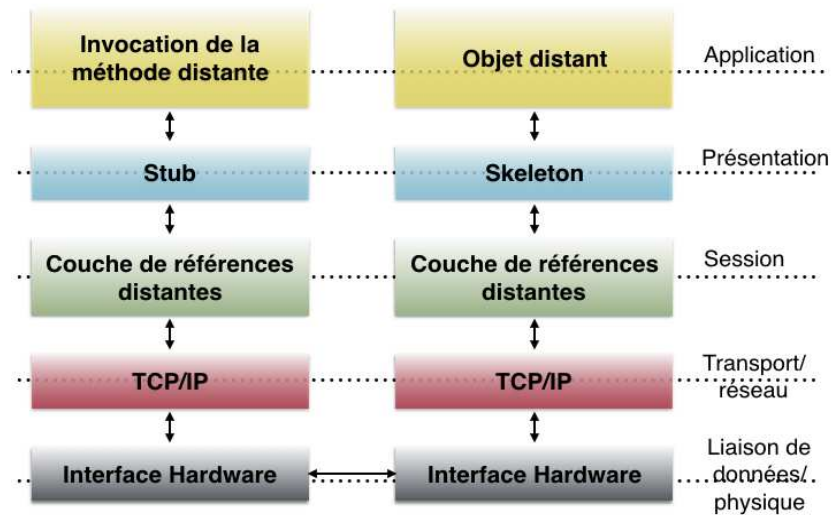 Invocation de la
méthode distante
Objet distant
Application
Stub
Skeleton
Présentation
Couche de références
distantes
Couche de références
distantes
Session
TCP/IP
TCP/IP
Transport/
réseau
Interface Hardware
Interface Hardware
Liaison de
données/
physique